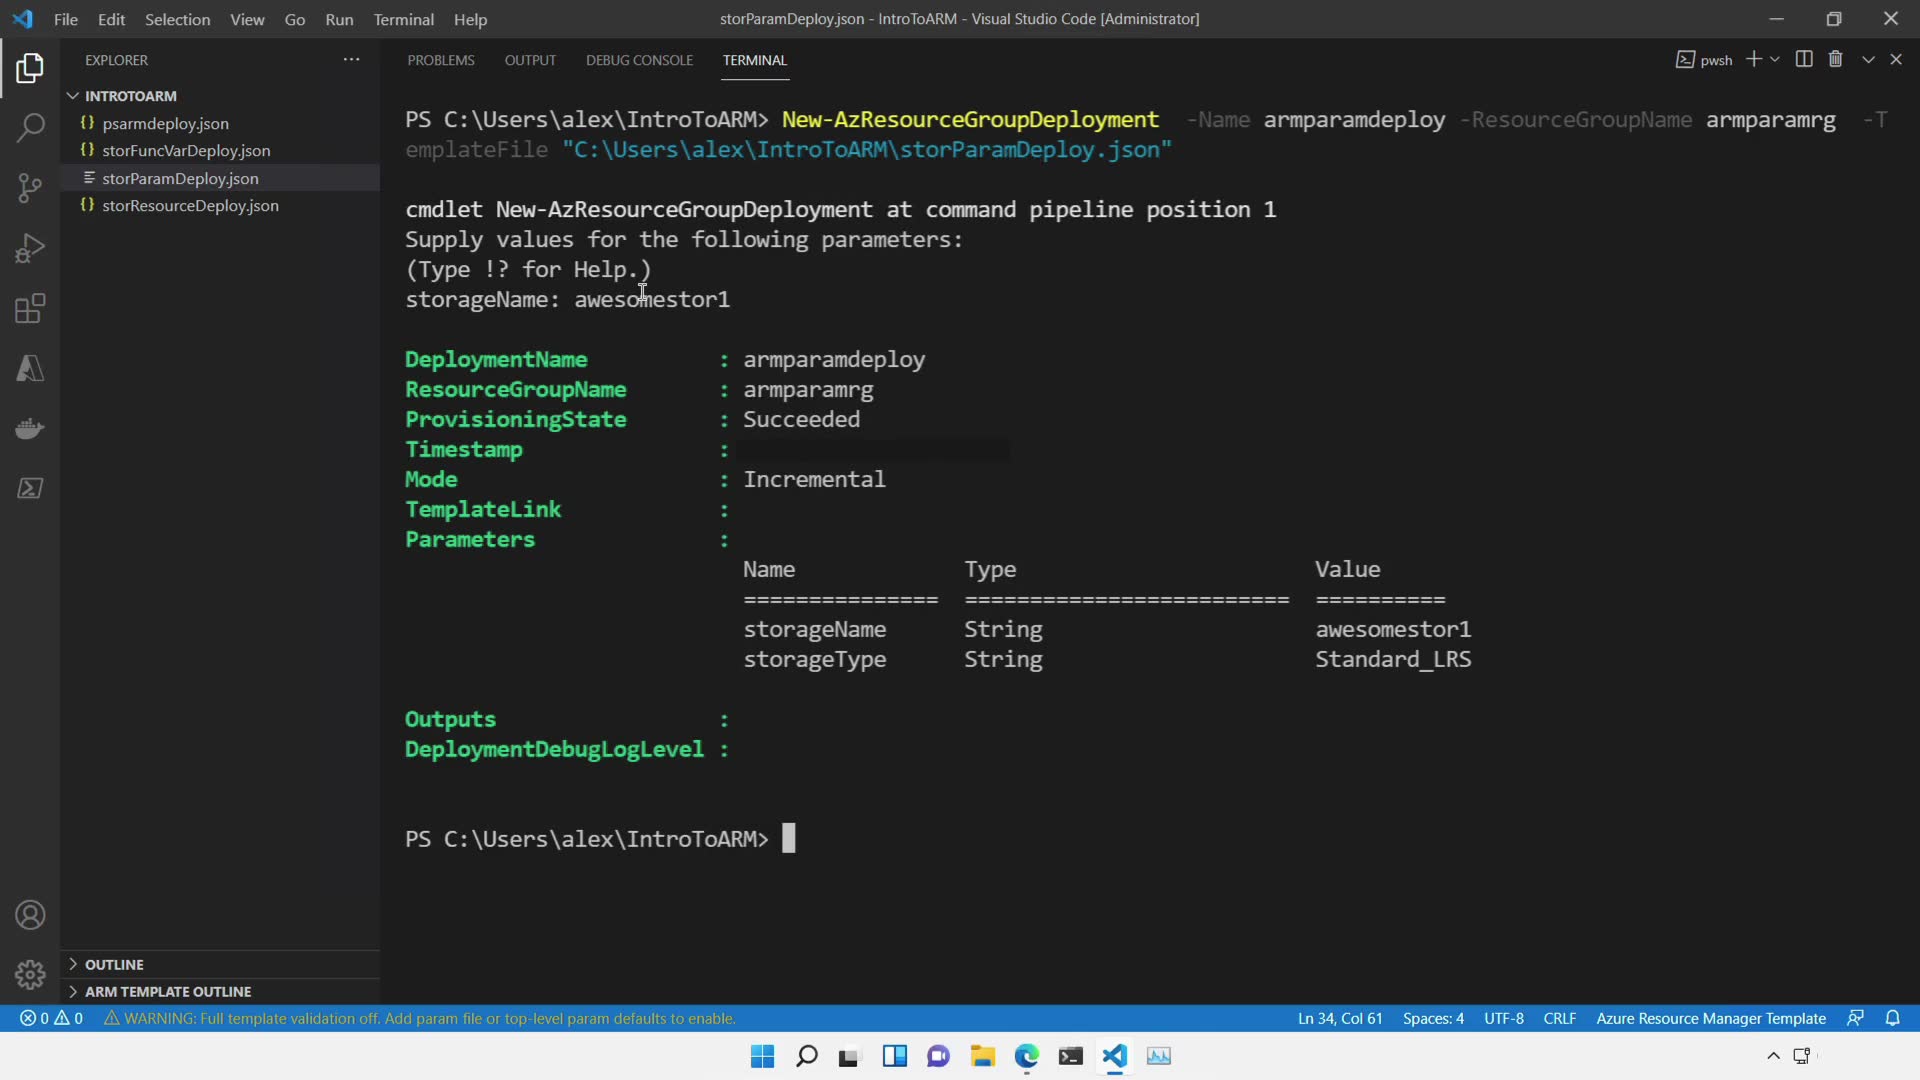 File Edit Selection View Go Run Terminal Help
storParamDeploy.json - IntroToARM - Visual Studio Code [Administrator]
EXPLORER
INTROTOARM
psarmdeploy.json
storFuncVarDeploy.json
storParamDeploy.json
storResourceDeploy.json
OUTLINE
ARM TEMPLATE OUTLINE
PROBLEMS OUTPUT DEBUG CONSOLE TERMINAL
pwsh
PS C:\Users\alex\IntroToARM> New-AzResourceGroupDeployment -Name armparamdeploy -ResourceGroupName armparamrg -T
emplateFile "C:\Users\alex\IntroToARM\storParamDeploy.json"
cmdlet New-AzResourceGroupDeployment at command pipeline position 1
Supply values for the following parameters:
(Type !? for Help.)
storageName: awesomestor1
DeploymentName : armparamdeploy
ResourceGroupName : armparamrg
ProvisioningState : Succeeded
Timestamp :
Mode : Incremental
TemplateLink :
Parameters :
Name Type Value
=============== ========================= ==========
storageName String awesomestor1
storageType String Standard_LRS
Outputs :
DeploymentDebugLogLevel :
PS C:\Users\alex\IntroToARM>
0 0 WARNING: Full template validation off. Add param file or top-level param defaults to enable.
Ln 34, Col 61 Spaces: 4 UTF-8 CRLF Azure Resource Manager Template